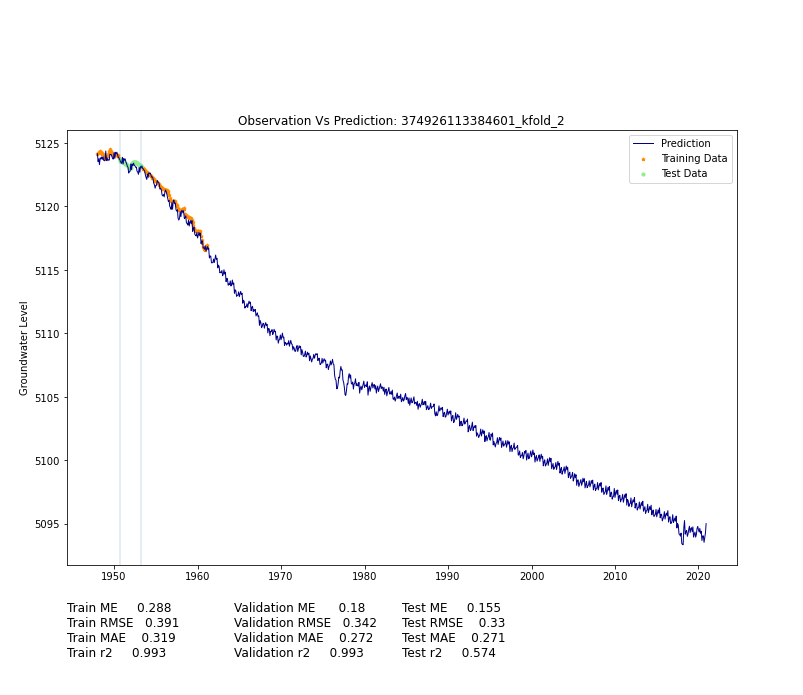 Observation Vs Prediction: 374926113384601_kfold_2
Prediction
Training Data
Test Data
Groundwater Level
5125
5120
5115
5110
5105
5100
5095
1950 1960 1970 1980 1990 2000 2010 2020
Train ME 0.288 Validation ME 0.18 Test ME 0.155
Train RMSE 0.391 Validation RMSE 0.342 Test RMSE 0.33
Train MAE 0.319 Validation MAE 0.272 Test MAE 0.271
Train r2 0.993 Validation r2 0.993 Test r2 0.574